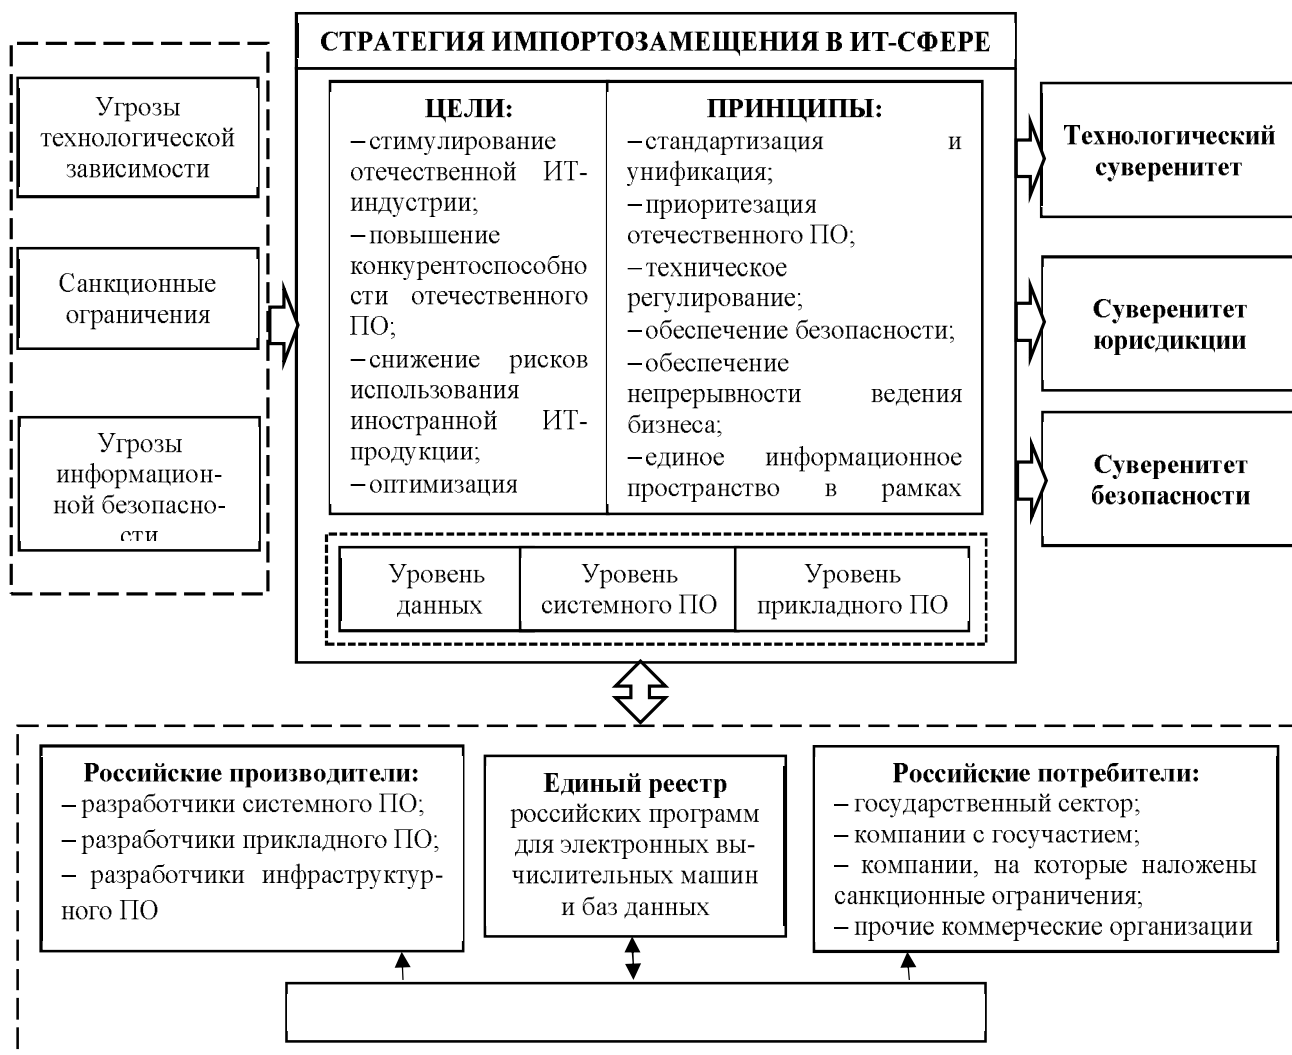 СТРАТЕГИЯ ИМПОРТОЗАМЕЩЕНИЯ В ИТ-СФЕРЕ
Угрозы
технологической
зависимости
Санкционные
ограничения
Угрозы
информацион-
ной безопасно-
сти
ЦЕЛИ:
–стимулирование
отечественной ИТ-
индустрии;
–повышение
конкурентоспособно
сти отечественного
ПО;
–снижение рисков
использования
иностранной ИТ-
продукции;
–оптимизация
ПРИНЦИПЫ:
–стандартизация и
унификация;
–приоритезация
отечественного ПО;
–техническое
регулирование;
–обеспечение безопасности;
–обеспечение
непрерывности ведения
бизнеса;
–единое информационное
пространство в рамках
Технологический
суверенитет
Суверенитет
юрисдикции
Суверенитет
безопасности
Уровень
данных
Уровень
системного ПО
Уровень
прикладного ПО
Российские производители:
– разработчики системного ПО;
– разработчики прикладного ПО;
– разработчики инфраструктур-
ного ПО
Единый реестр
российских программ
для электронных вы-
числительных машин
и баз данных
Российские потребители:
– государственный сектор;
– компании с госучастием;
– компании, на которые наложены
санкционные ограничения;
– прочие коммерческие организации